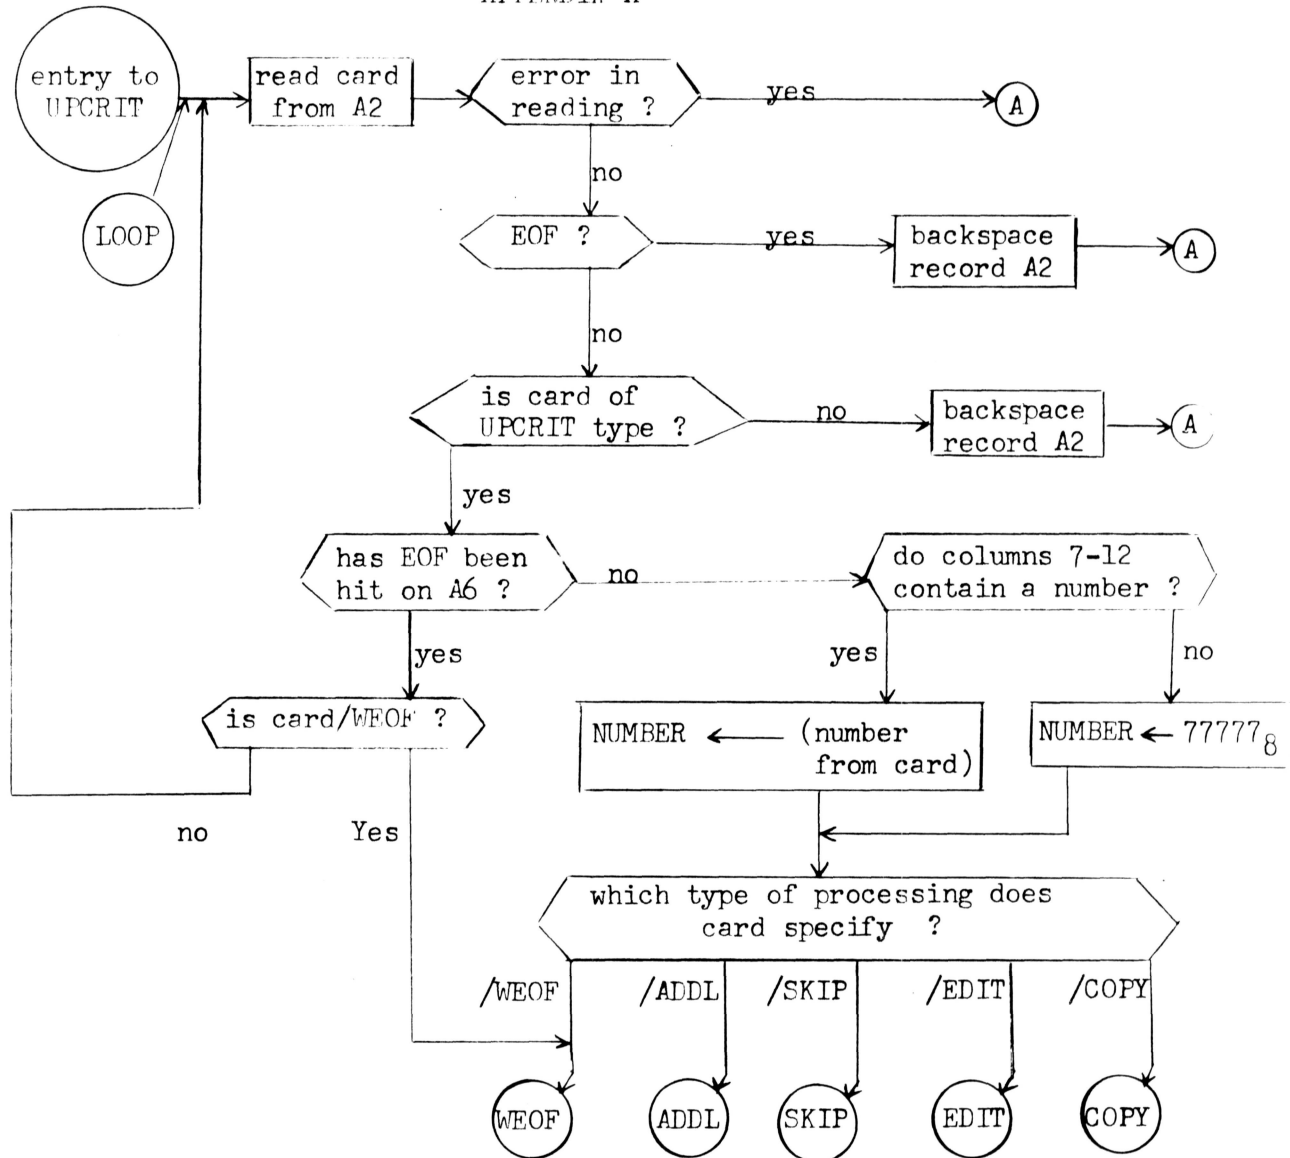 entry to
UPCRIT
read card
from A2
error in
reading ?
yes
A
no
LOOP
EOF ?
yes
backspace
record A2
A
no
is card of
UPCRIT type ?
no
backspace
record A2
A
yes
has EOF been
hit on A6 ?
no
do columns 7-12
contain a number ?
yes
yes
no
is card/WEOF ?
NUMBER ← (number
from card)
NUMBER ← 77777₈
no
Yes
which type of processing does
card specify ?
/WEOF
/ADDL
/SKIP
/EDIT
/COPY
WEOF
ADDL
SKIP
EDIT
COPY